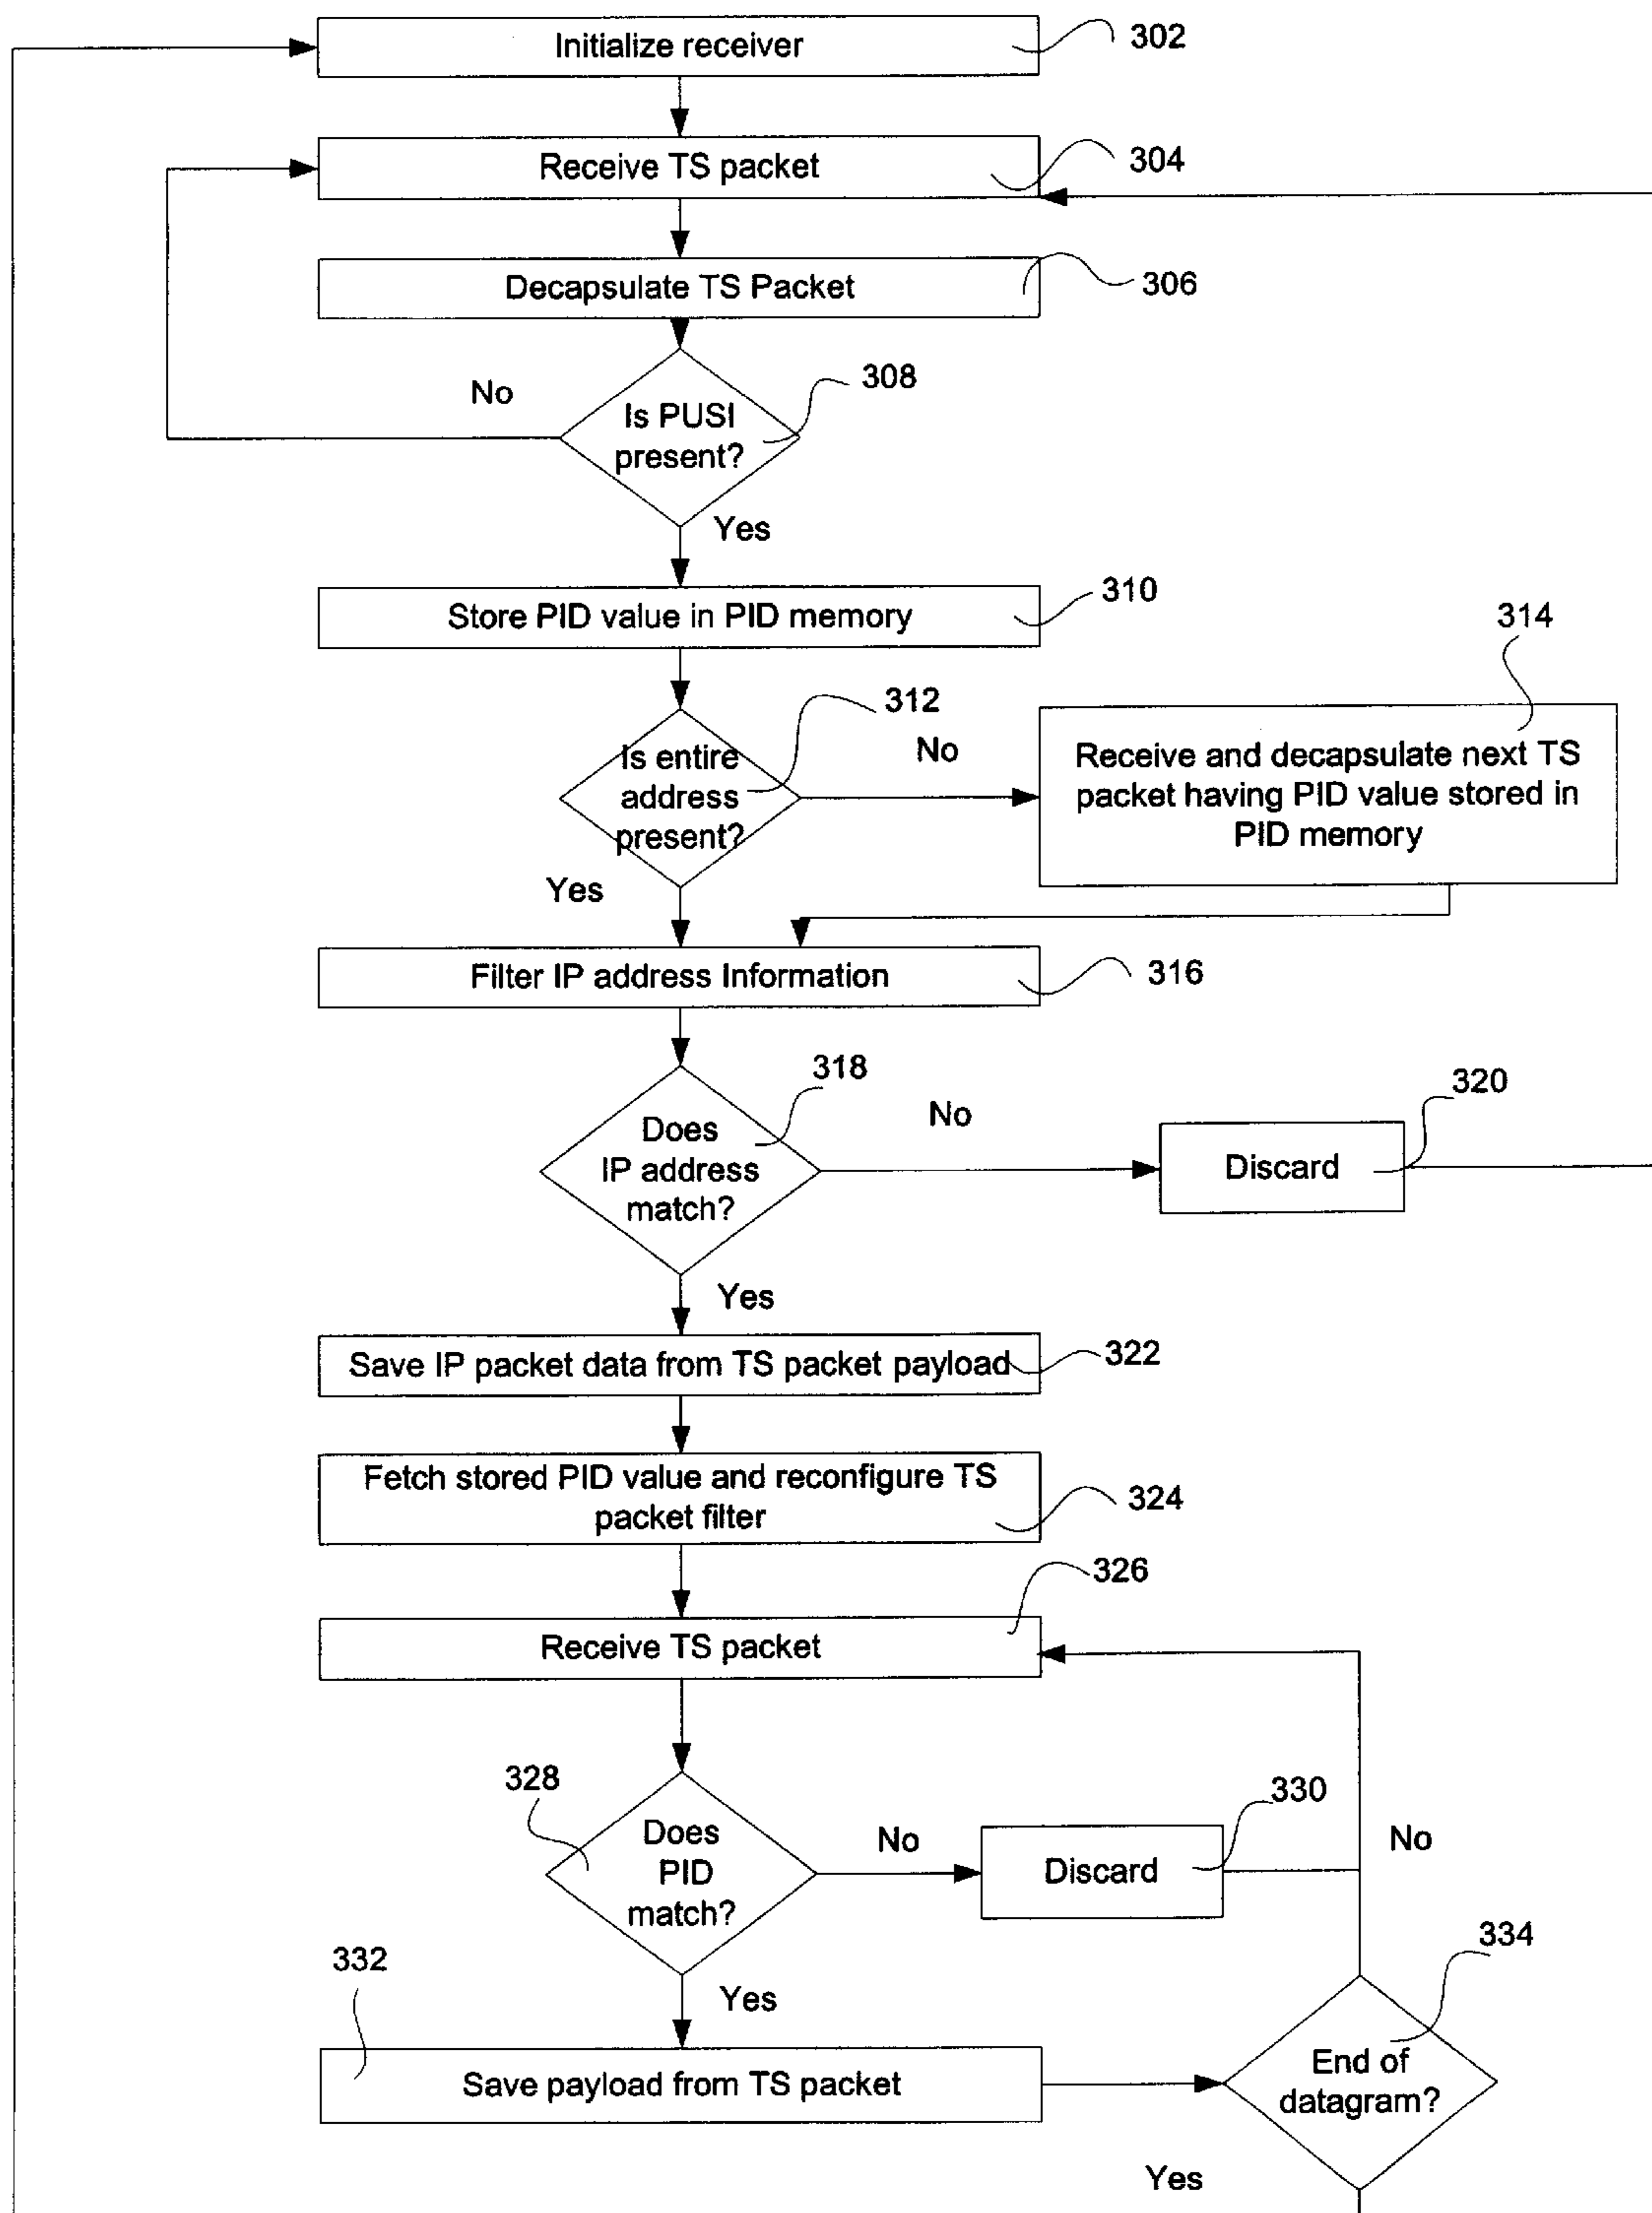 Initialize receiver
302
Receive TS packet
304
Decapsulate TS Packet
306
No
Is PUSI
present?
308
Yes
Store PID value in PID memory
310
314
Is entire
address
present?
312
No
Receive and decapsulate next TS
packet having PID value stored in
PID memory
Yes
Filter IP address Information
316
Does
IP address
match?
318
No
320
Discard
Yes
Save IP packet data from TS packet payload
322
Fetch stored PID value and reconfigure TS
packet filter
324
326
Receive TS packet
328
Does
PID
match?
No
330
Discard
No
332
Yes
334
Save payload from TS packet
End of
datagram?
Yes